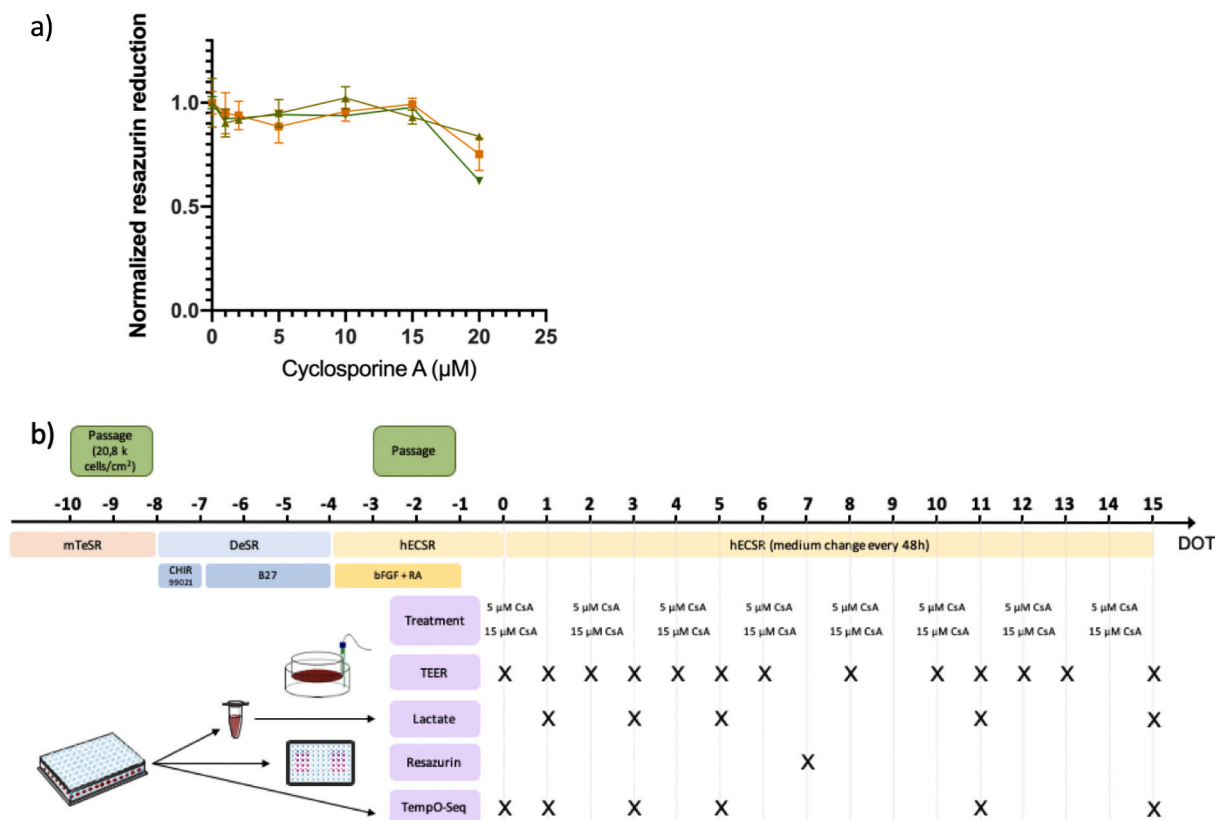 a)
Normalized resazurin reduction
1.0
0.5
0.0
0 5 10 15 20 25
Cyclosporine A (µM)
b)
Passage
(20,8 k
cells/cm²)
Passage
-10 -9 -8 -7 -6 -5 -4 -3 -2 -1 0 1 2 3 4 5 6 7 8 9 10 11 12 13 14 15
DOT
mTeSR DeSR hECSR hECSR (medium change every 48h)
CHIR
99021
B27 bFGF + RA
Treatment
5 µM CsA 5 µM CsA 5 µM CsA 5 µM CsA 5 µM CsA 5 µM CsA 5 µM CsA 5 µM CsA
15 µM CsA 15 µM CsA 15 µM CsA 15 µM CsA 15 µM CsA 15 µM CsA 15 µM CsA 15 µM CsA
TEER X X X X X X X X X X X X X
Lactate X X X X X
Resazurin X
TempO-Seq X X X X X X